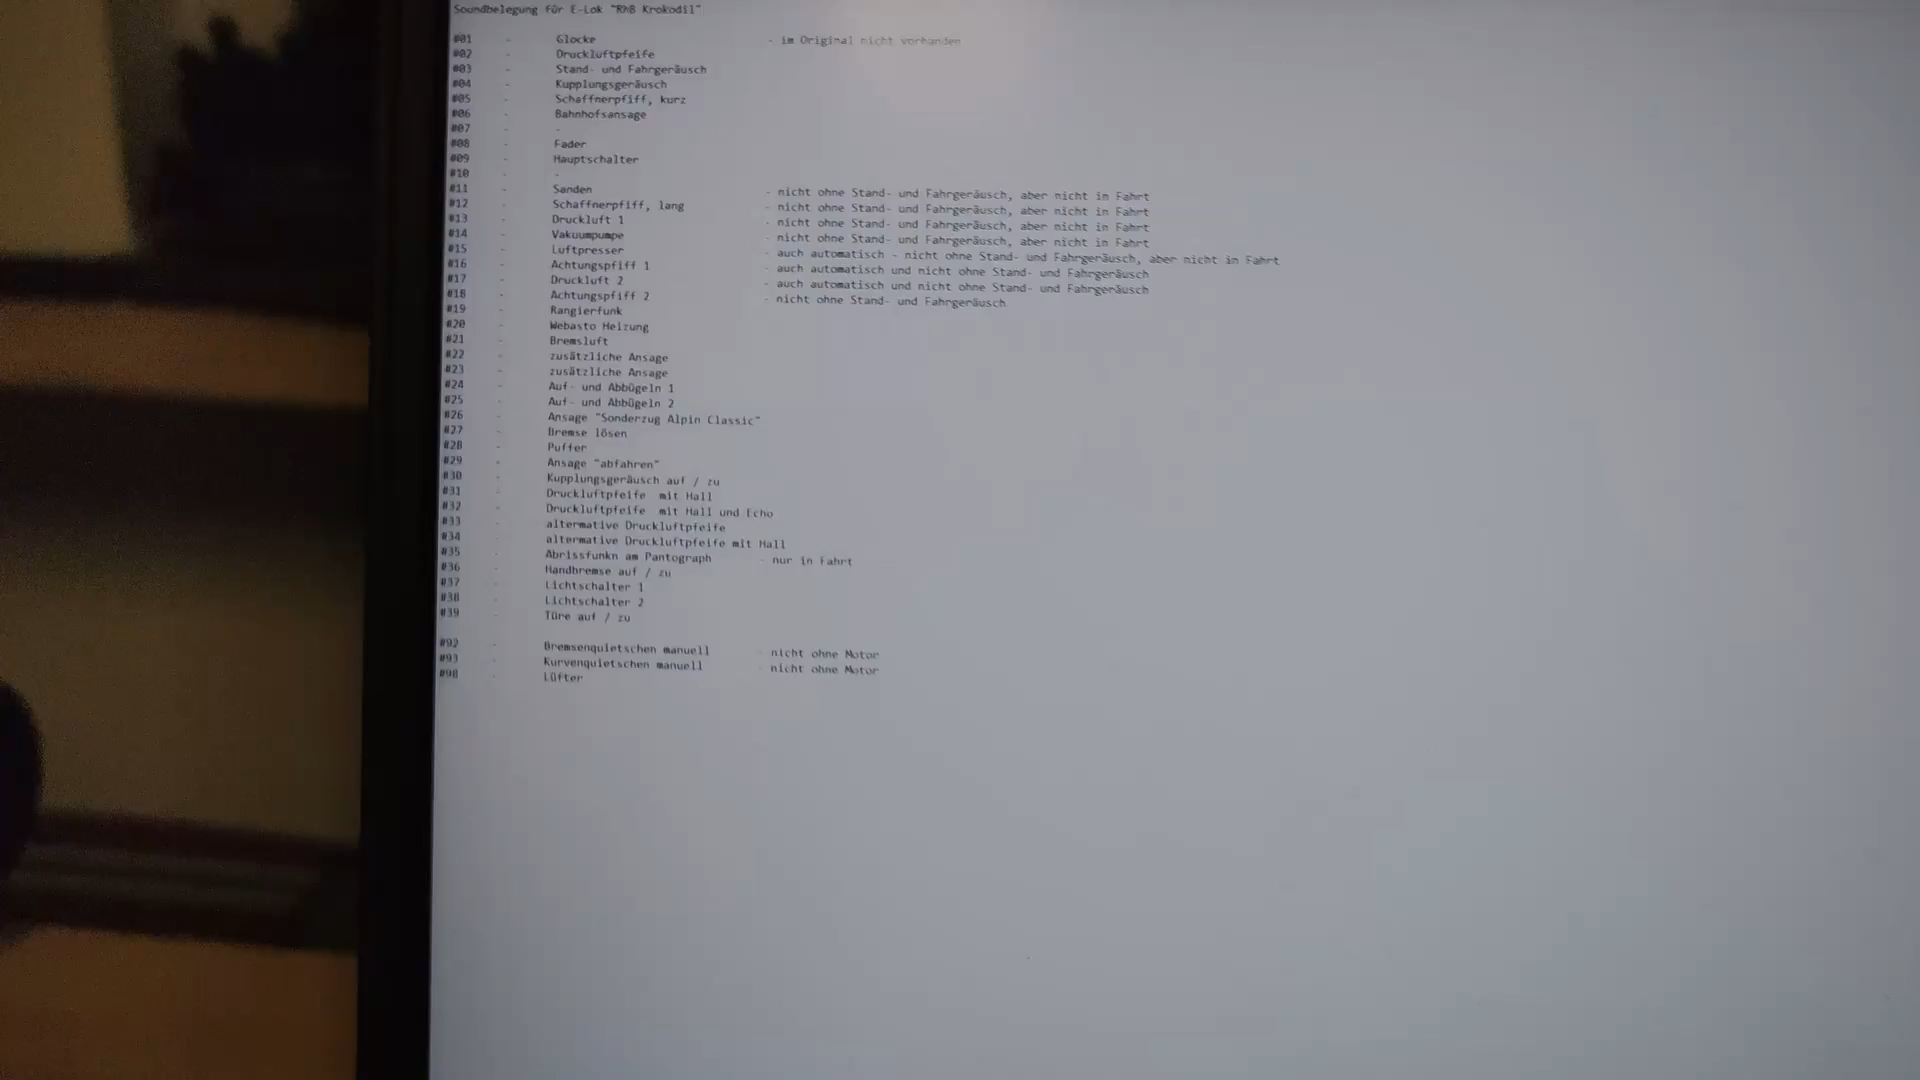 Soundbelegung für E-Lok "RhB Krokodil"
#01 - Glocke - im Original nicht vorhanden
#02 - Druckluftpfeife
#03 - Stand- und Fahrgeräusch
#04 - Kupplungsgeräusch
#05 - Schaffnerpfiff, kurz
#06 - Bahnhofsansage
#07 - -
#08 - Fader
#09 - Hauptschalter
#10 - -
#11 - Sanden - nicht ohne Stand- und Fahrgeräusch, aber nicht in Fahrt
#12 - Schaffnerpfiff, lang - nicht ohne Stand- und Fahrgeräusch, aber nicht in Fahrt
#13 - Druckluft 1 - nicht ohne Stand- und Fahrgeräusch, aber nicht in Fahrt
#14 - Vakuumpumpe - nicht ohne Stand- und Fahrgeräusch, aber nicht in Fahrt
#15 - Luftpresser - auch automatisch - nicht ohne Stand- und Fahrgeräusch, aber nicht in Fahrt
#16 - Achtungspfiff 1 - auch automatisch und nicht ohne Stand- und Fahrgeräusch
#17 - Druckluft 2 - auch automatisch und nicht ohne Stand- und Fahrgeräusch
#18 - Achtungspfiff 2 - nicht ohne Stand- und Fahrgeräusch
#19 - Rangierfunk
#20 - Webasto Heizung
#21 - Bremsluft
#22 - zusätzliche Ansage
#23 - zusätzliche Ansage
#24 - Auf- und Abbügeln 1
#25 - Auf- und Abbügeln 2
#26 - Ansage "Sonderzug Alpin Classic"
#27 - Bremse lösen
#28 - Puffer
#29 - Ansage "abfahren"
#30 - Kupplungsgeräusch auf / zu
#31 - Druckluftpfeife mit Hall
#32 - Druckluftpfeife mit Hall und Echo
#33 - altermative Druckluftpfeife
#34 - altermative Druckluftpfeife mit Hall
#35 - Abrissfunkn am Pantograph - nur in Fahrt
#36 - Handbremse auf / zu
#37 - Lichtschalter 1
#38 - Lichtschalter 2
#39 - Türe auf / zu
#92 - Bremsenquietschen manuell - nicht ohne Motor
#93 - Kurvenquietschen manuell - nicht ohne Motor
#98 - Lüfter